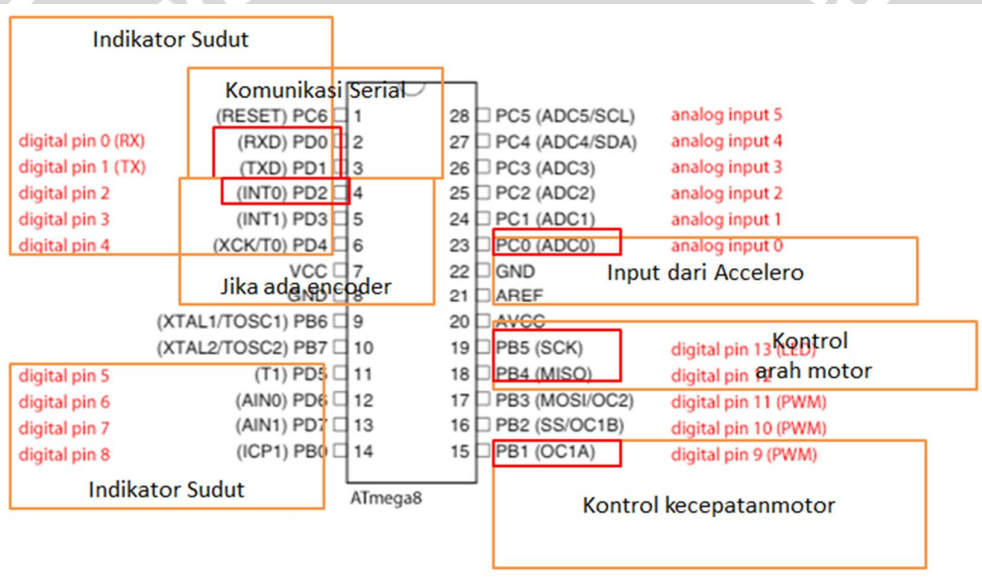 Indikator Sudut
Komunikasi Serial
(RESET) PC6 1 28 PC5 (ADC5/SCL) analog input 5
digital pin 0 (RX) (RXD) PD0 2 27 PC4 (ADC4/SDA) analog input 4
digital pin 1 (TX) (TXD) PD1 3 26 PC3 (ADC3) analog input 3
digital pin 2 (INT0) PD2 4 25 PC2 (ADC2) analog input 2
digital pin 3 (INT1) PD3 5 24 PC1 (ADC1) analog input 1
digital pin 4 (XCK/T0) PD4 6 23 PC0 (ADC0) analog input 0
VCC 7 22 GND Input dari Accelero
Jika ada encoder
GND 8 21 AREF
(XTAL1/TOSC1) PB6 9 20 AVCC
Kontrol
(XTAL2/TOSC2) PB7 10 19 PB5 (SCK) digital pin 13 (LED)
arah motor
digital pin 5 (T1) PD5 11 18 PB4 (MISO) digital pin 12
digital pin 6 (AIN0) PD6 12 17 PB3 (MOSI/OC2) digital pin 11 (PWM)
digital pin 7 (AIN1) PD7 13 16 PB2 (SS/OC1B) digital pin 10 (PWM)
digital pin 8 (ICP1) PB0 14 15 PB1 (OC1A) digital pin 9 (PWM)
Indikator Sudut
ATmega8
Kontrol kecepatanmotor